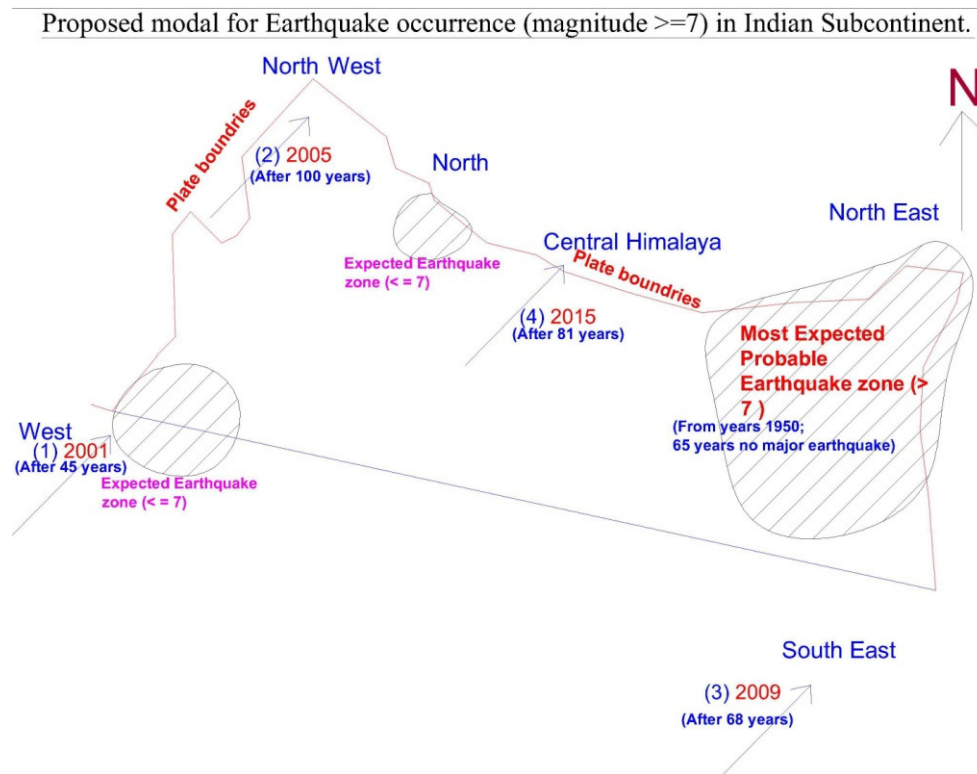 Proposed modal for Earthquake occurrence (magnitude >=7) in Indian Subcontinent.
North West
N
Plate boundries
(2) 2005
(After 100 years)
North
North East
Central Himalaya
Plate boundries
Expected Earthquake
zone (< = 7)
(4) 2015
(After 81 years)
Most Expected
Probable
Earthquake zone (>
7 )
(From years 1950;
65 years no major earthquake)
West
(1) 2001
(After 45 years)
Expected Earthquake
zone (< = 7)
South East
(3) 2009
(After 68 years)